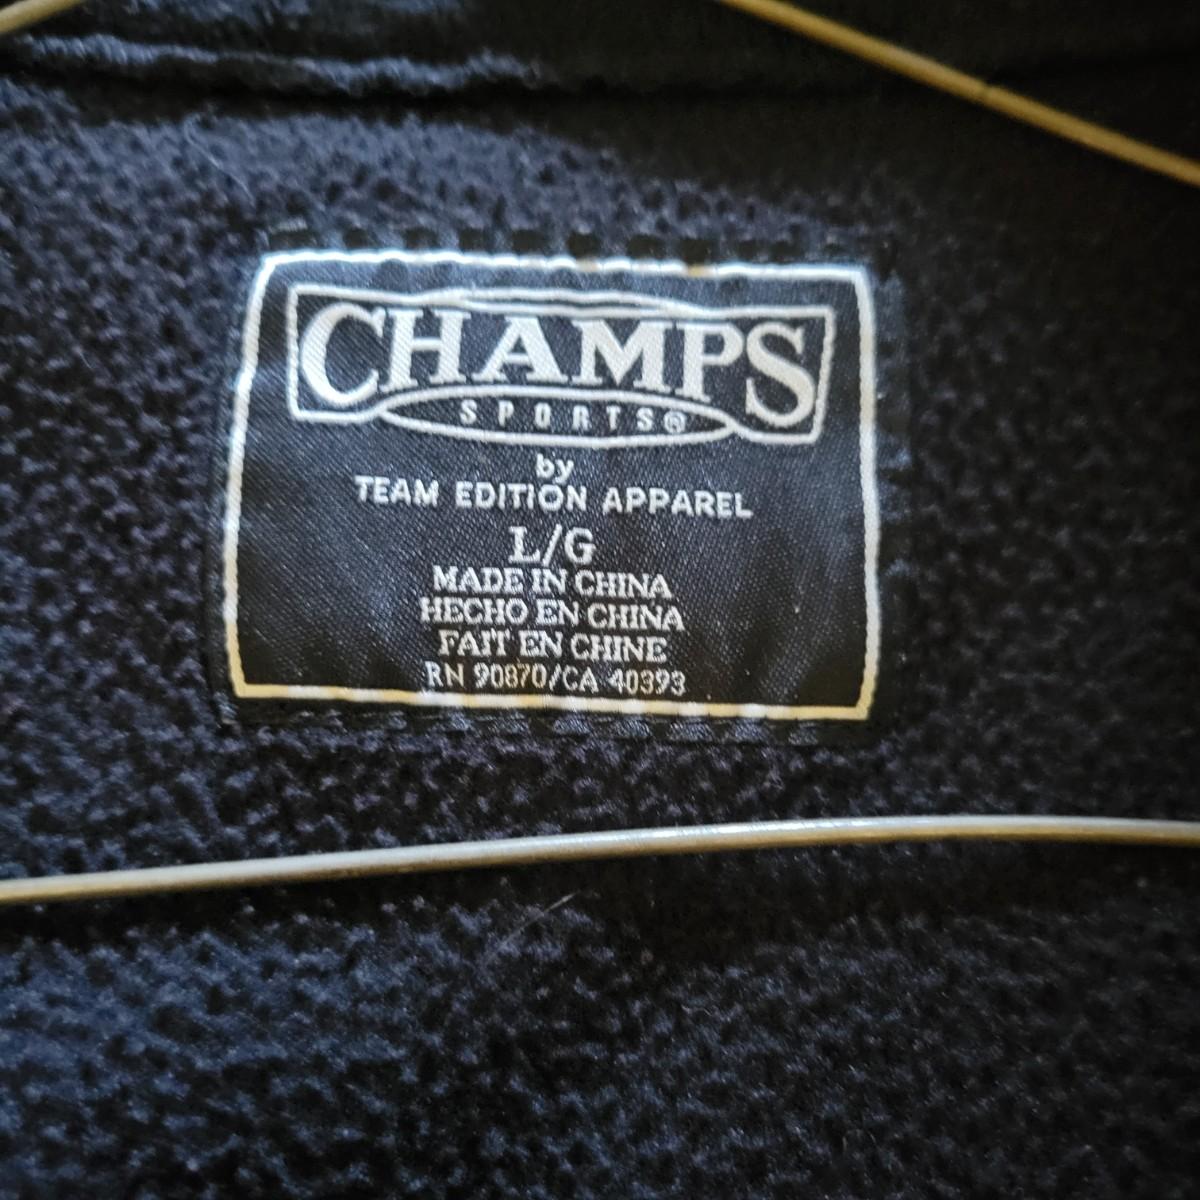 CHAMPS
SPORTS®
by
TEAM EDITION APPAREL
L/G
MADE IN CHINA
HECHO EN CHINA
FAIT EN CHINE
RN 90870/CA 40393